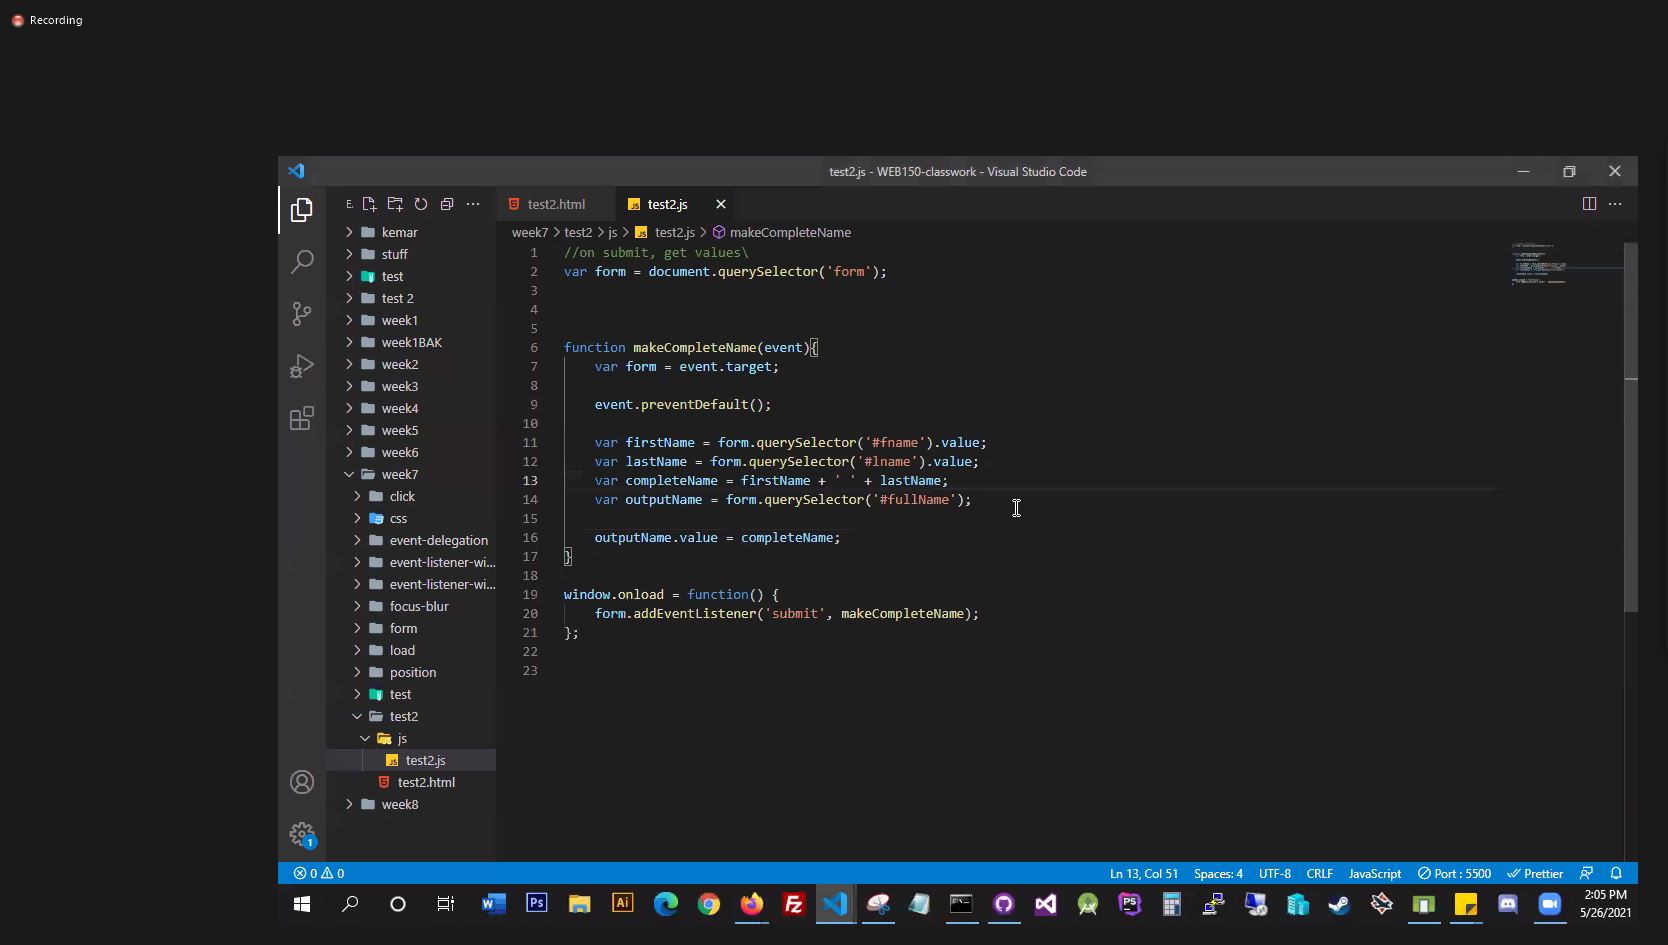 Recording
test2.js - WEB150-classwork - Visual Studio Code
E.
test2.html
test2.js
week7 > test2 > js > test2.js > makeCompleteName
kemar
stuff
test
test 2
week1
week1BAK
week2
week3
week4
week5
week6
week7
click
css
event-delegation
event-listener-wi...
event-listener-wi...
focus-blur
form
load
position
test
test2
js
test2.js
test2.html
week8
1 //on submit, get values\
2 var form = document.querySelector('form');
3
4
5
6 function makeCompleteName(event){
7 var form = event.target;
8
9 event.preventDefault();
10
11 var firstName = form.querySelector('#fname').value;
12 var lastName = form.querySelector('#lname').value;
13 var completeName = firstName + ' ' + lastName;
14 var outputName = form.querySelector('#fullName');
15
16 outputName.value = completeName;
17 }
18
19 window.onload = function() {
20 form.addEventListener('submit', makeCompleteName);
21 };
22
23
1
0 0
Ln 13, Col 51 Spaces: 4 UTF-8 CRLF JavaScript Port : 5500 Prettier
2:05 PM
5/26/2021